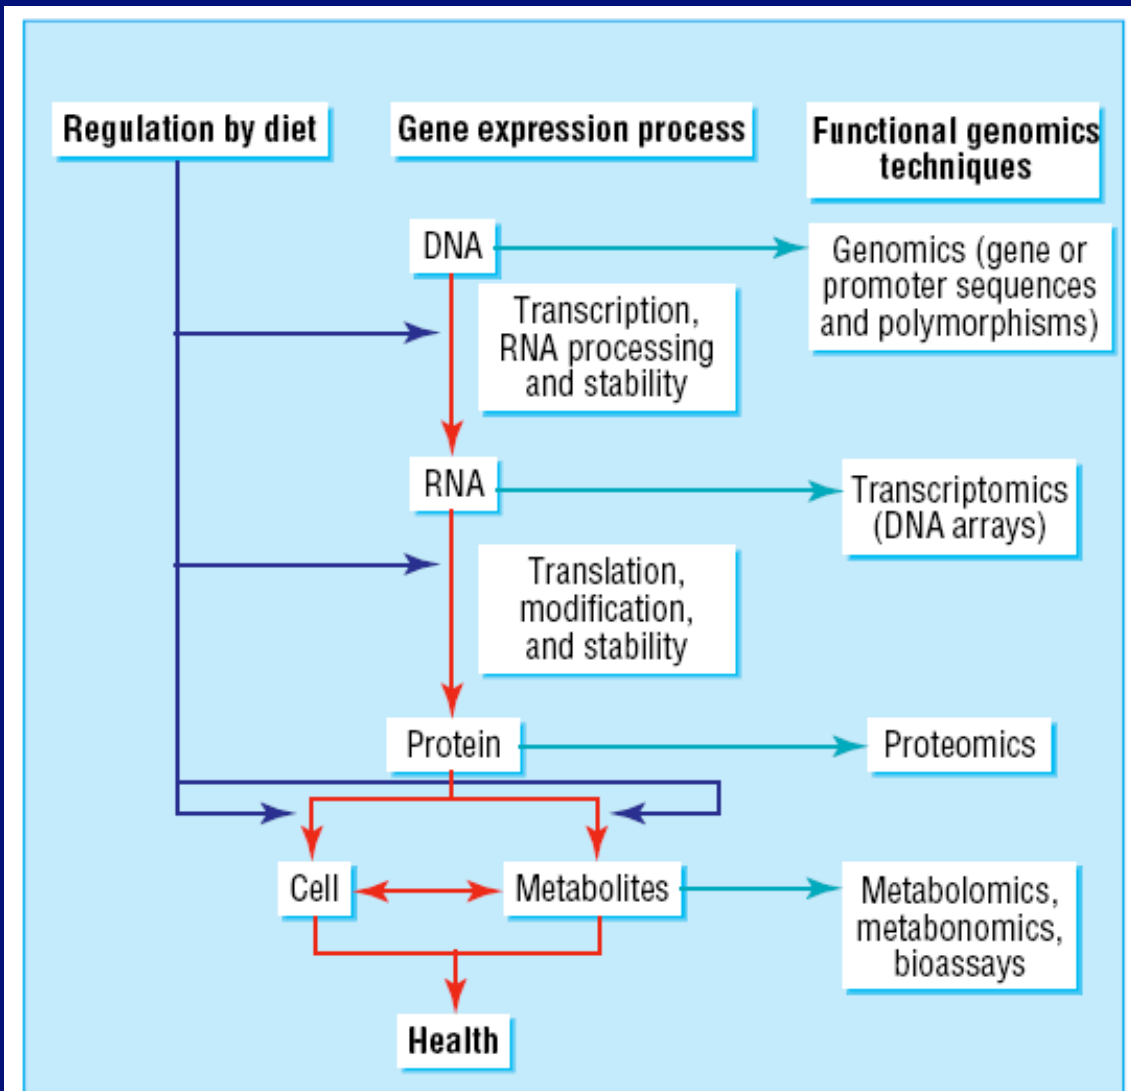 Regulation by diet
Gene expression process
Functional genomics
techniques
DNA
Genomics (gene or
promoter sequences
and polymorphisms)
Transcription,
RNA processing
and stability
RNA
Transcriptomics
(DNA arrays)
Translation,
modification,
and stability
Protein
Proteomics
Cell
Metabolites
Metabolomics,
metabonomics,
bioassays
Health